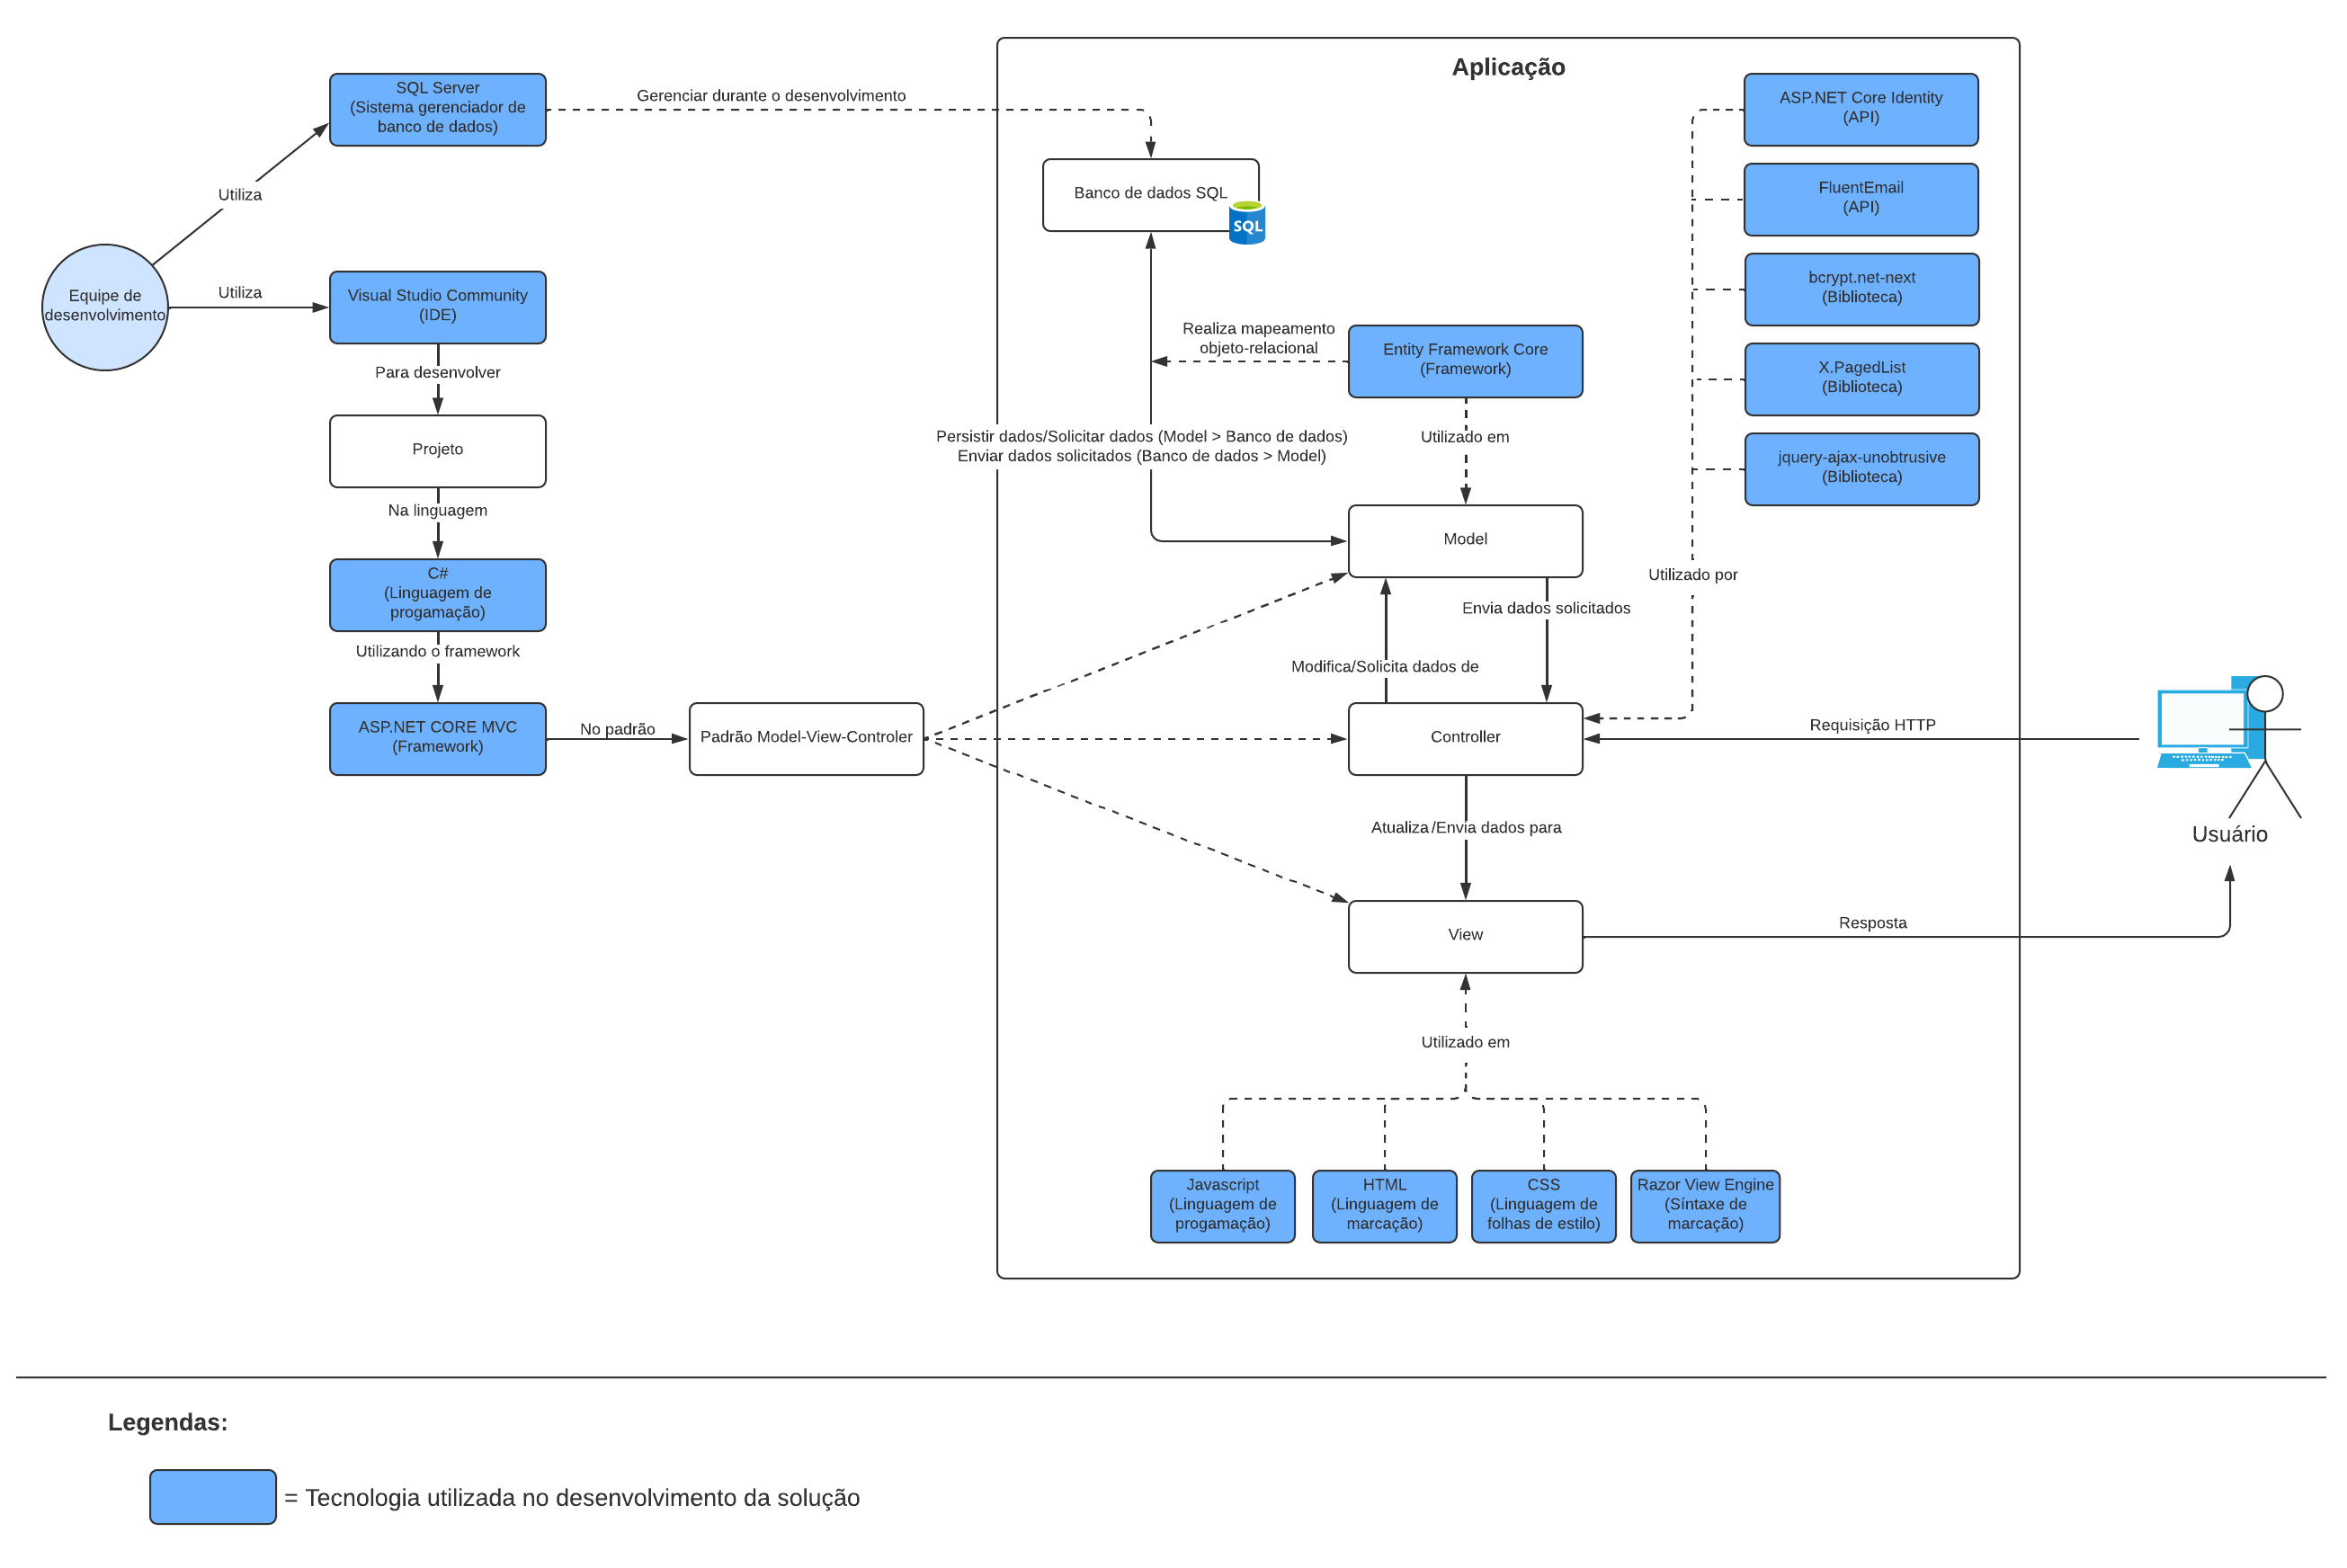 Aplicação
SQL Server
(Sistema gerenciador de
banco de dados)
Gerenciar durante o desenvolvimento
ASP.NET Core Identity
(API)
Utiliza
Banco de dados SQL
SQL
FluentEmail
(API)
Equipe de
desenvolvimento
Utiliza
Visual Studio Community
(IDE)
bcrypt.net-next
(Biblioteca)
Realiza mapeamento
objeto-relacional
Entity Framework Core
(Framework)
X.PagedList
(Biblioteca)
Para desenvolver
Projeto
Persistir dados/Solicitar dados (Model > Banco de dados)
Enviar dados solicitados (Banco de dados > Model)
Utilizado em
jquery-ajax-unobtrusive
(Biblioteca)
Na linguagem
Model
C#
(Linguagem de
progamação)
Utilizado por
Envia dados solicitados
Utilizando o framework
Modifica/Solicita dados de
ASP.NET CORE MVC
(Framework)
No padrão
Padrão Model-View-Controler
Controller
Requisição HTTP
Usuário
Atualiza/Envia dados para
View
Resposta
Utilizado em
Javascript
(Linguagem de
progamação)
HTML
(Linguagem de
marcação)
CSS
(Linguagem de
folhas de estilo)
Razor View Engine
(Síntaxe de
marcação)
Legendas:
= Tecnologia utilizada no desenvolvimento da solução